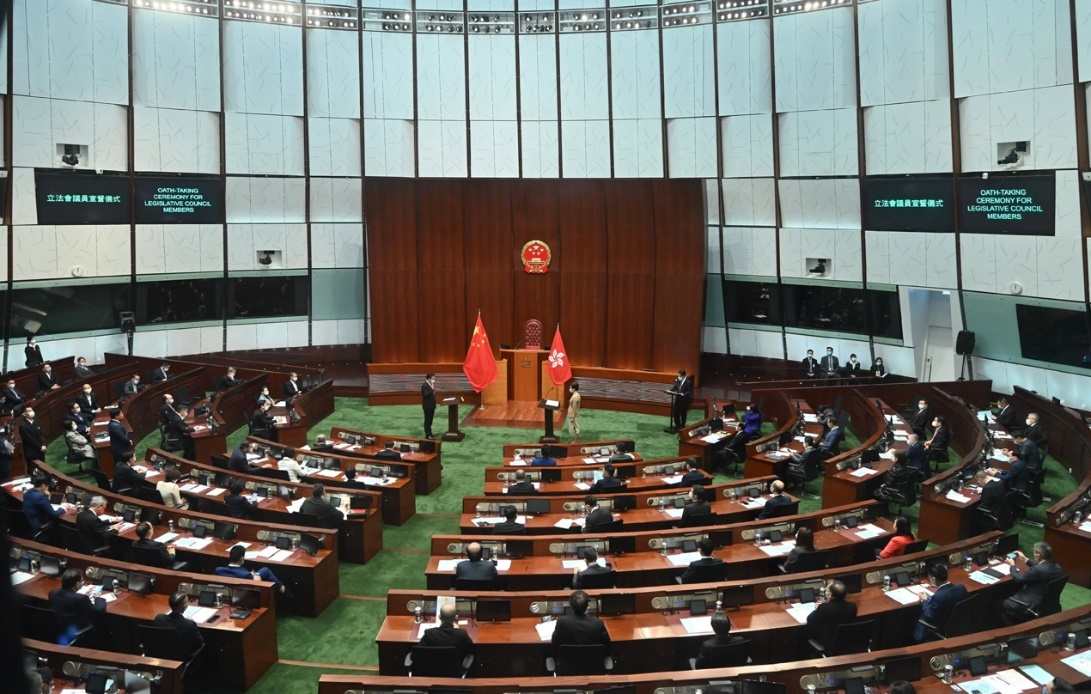 立法會議員宣誓儀式
OATH-TAKING
CEREMONY FOR
LEGISLATIVE COUNCIL
MEMBERS
立法會議員宣誓儀式
OATH-TAKING
CEREMONY FOR
LEGISLATIVE COUNCIL
MEMBERS